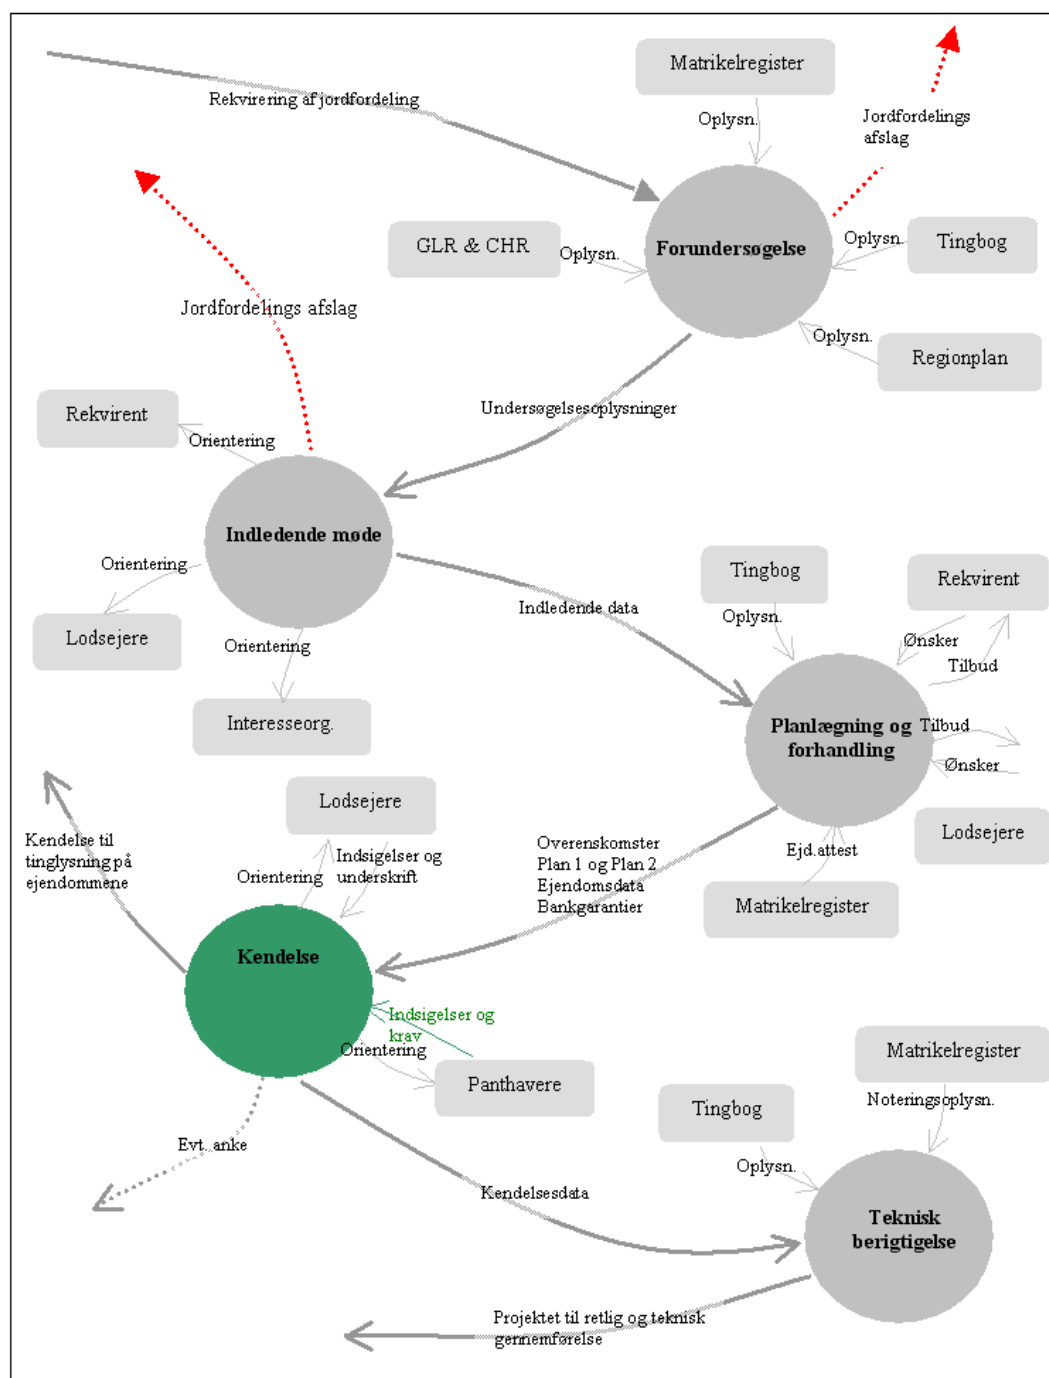 Matrikelregister
Rekvirering af jordfordeling
Oplysn.
Jordfordelings
afslag
GLR & CHR
Oplysn.
Forundersøgelse
Oplysn.
Tingbog
Jordfordelings afslag
Oplysn.
Regionplan
Rekvirent
Orientering
Undersøgelsesoplysninger
Indledende møde
Orientering
Lodsejere
Orientering
Interesseorg.
Indledende data
Tingbog
Oplysn.
Rekvirent
Ønsker
Tilbud
Planlægning og
forhandling
Tilbud
Ønsker
Lodsejere
Ejd.attest
Matrikelregister
Lodsejere
Kendelse til
tinglysning på
ejendommene
Orientering
Indsigelser og
underskrift
Overenskomster
Plan 1 og Plan 2
Ejendomsdata
Bankgarantier
Kendelse
Indsigelser og
krav
Orientering
Panthavere
Matrikelregister
Tingbog
Noteringsoplysn.
Evt. anke
Oplysn.
Kendelsesdata
Teknisk
berigtigelse
Projektet til retlig og teknisk
gennemførelse